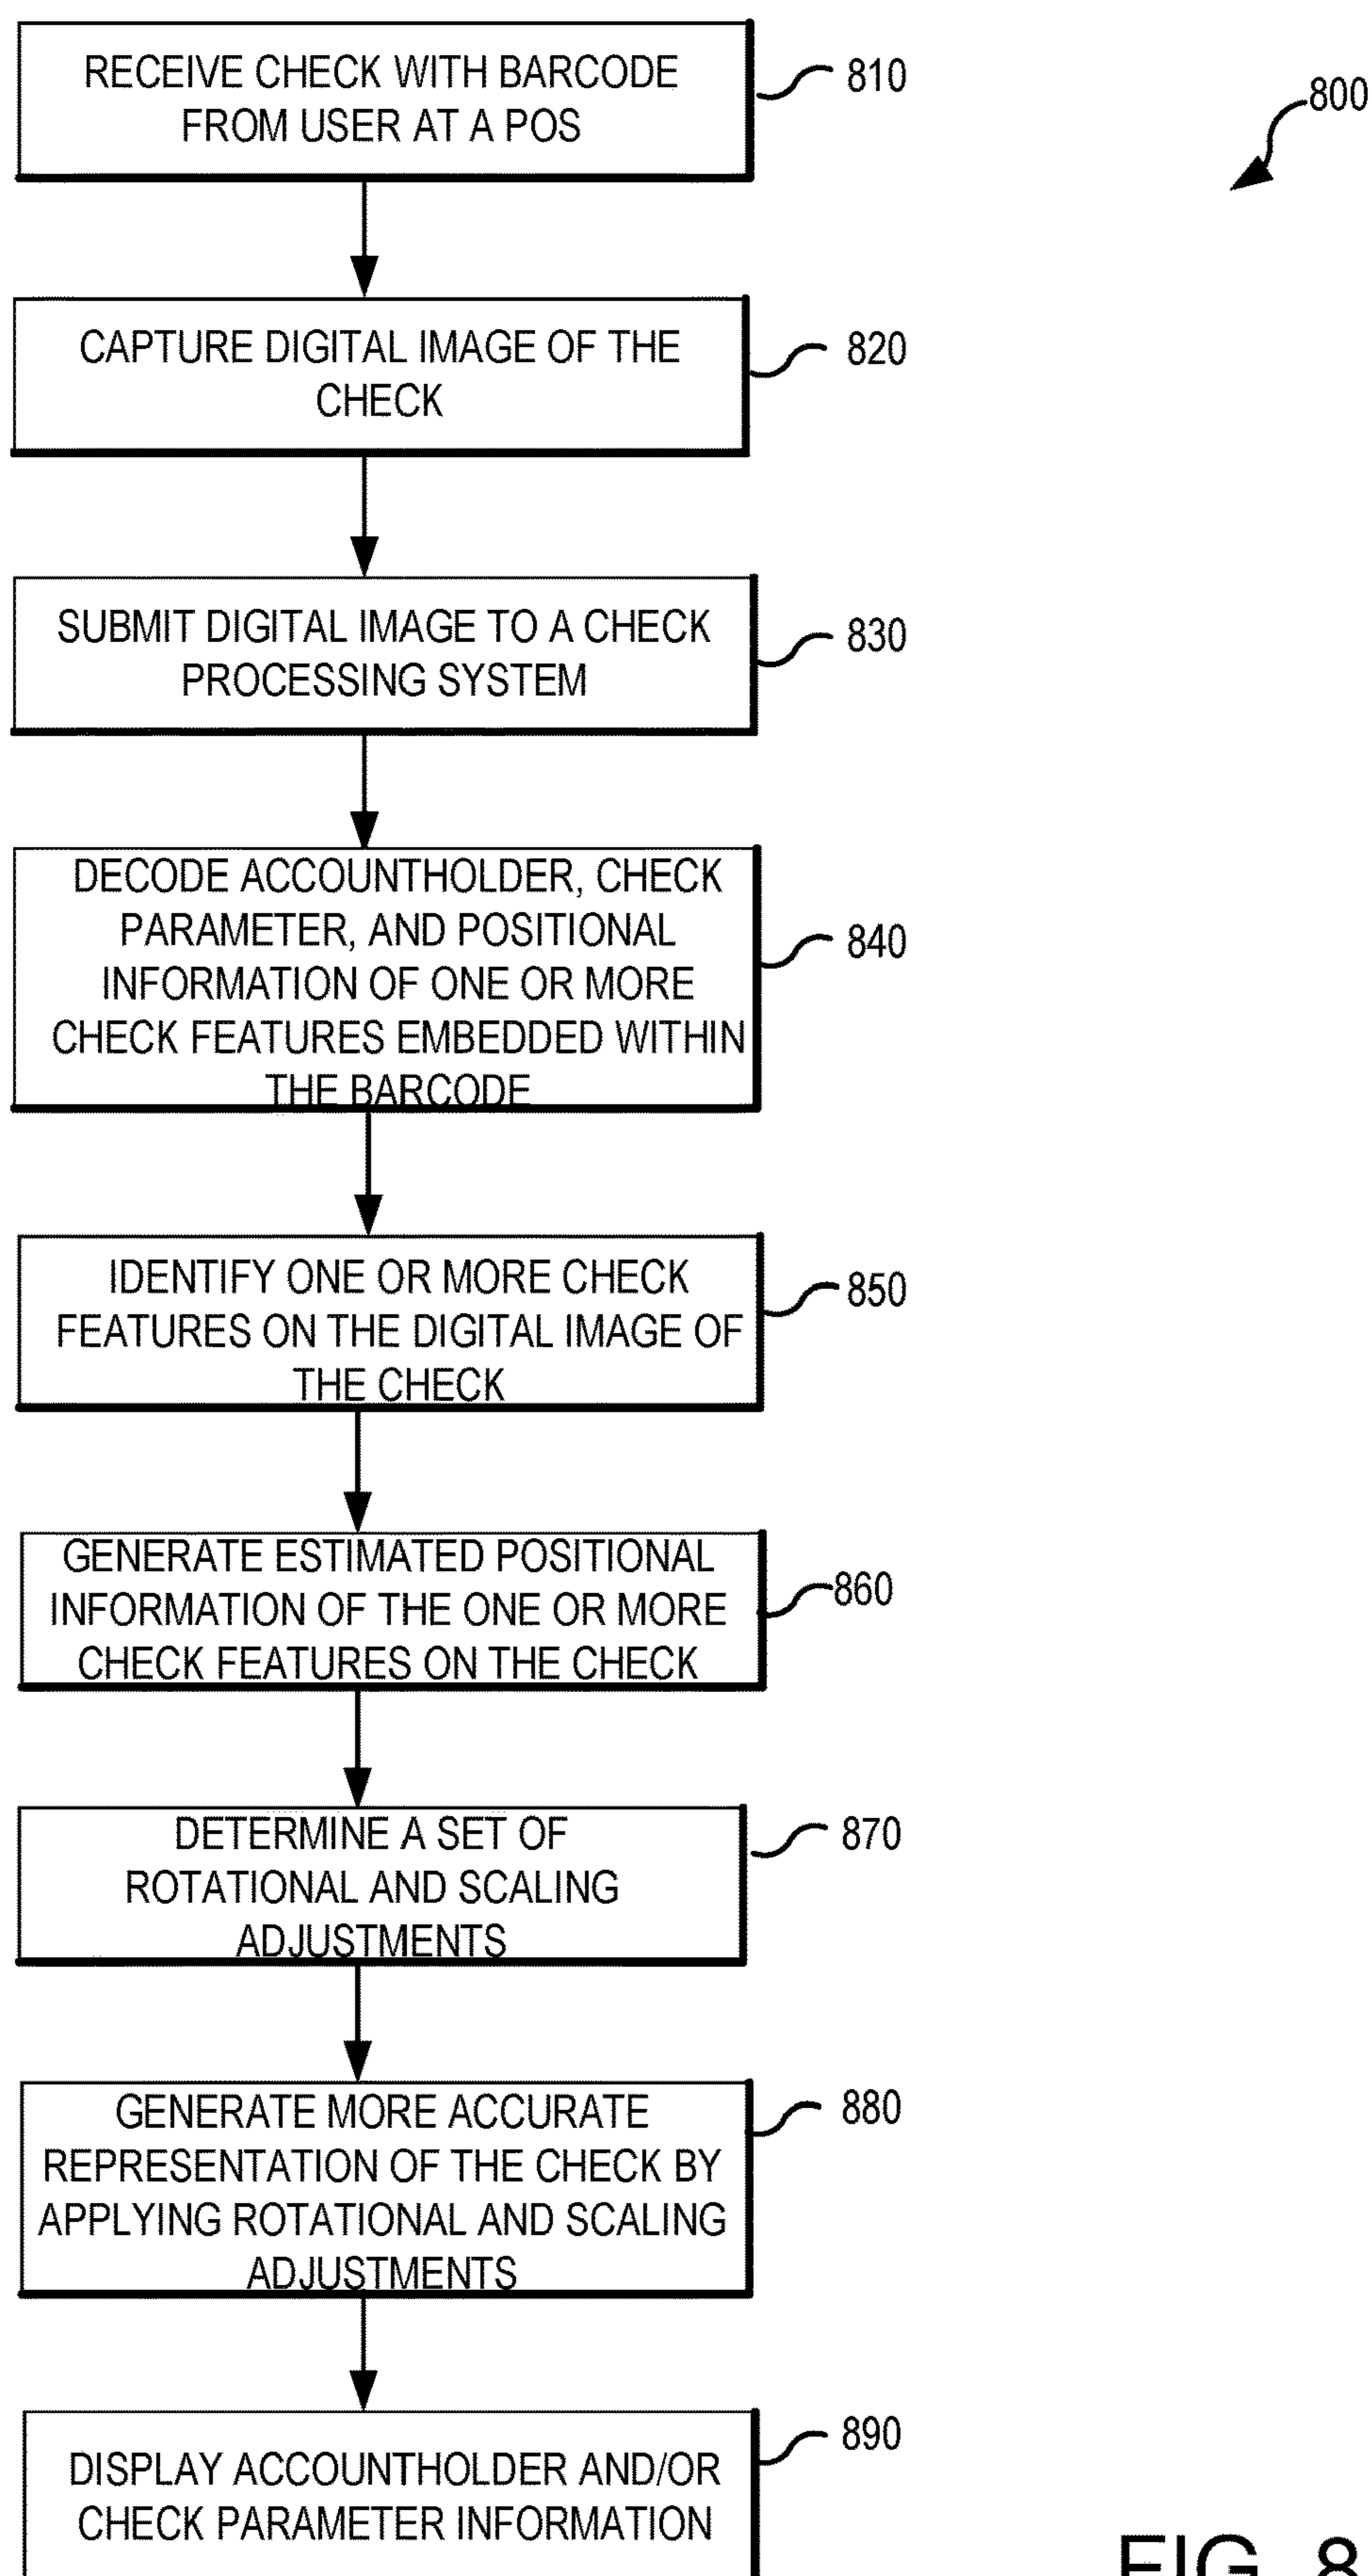 RECEIVE CHECK WITH BARCODE
FROM USER AT A POS
810
800
CAPTURE DIGITAL IMAGE OF THE
CHECK
820
SUBMIT DIGITAL IMAGE TO A CHECK
PROCESSING SYSTEM
830
DECODE ACCOUNTHOLDER, CHECK
PARAMETER, AND POSITIONAL
INFORMATION OF ONE OR MORE
CHECK FEATURES EMBEDDED WITHIN
THE BARCODE
840
IDENTIFY ONE OR MORE CHECK
FEATURES ON THE DIGITAL IMAGE OF
THE CHECK
850
GENERATE ESTIMATED POSITIONAL
INFORMATION OF THE ONE OR MORE
CHECK FEATURES ON THE CHECK
860
DETERMINE A SET OF
ROTATIONAL AND SCALING
ADJUSTMENTS
870
GENERATE MORE ACCURATE
REPRESENTATION OF THE CHECK BY
APPLYING ROTATIONAL AND SCALING
ADJUSTMENTS
880
DISPLAY ACCOUNTHOLDER AND/OR
CHECK PARAMETER INFORMATION
890
FIG. 8